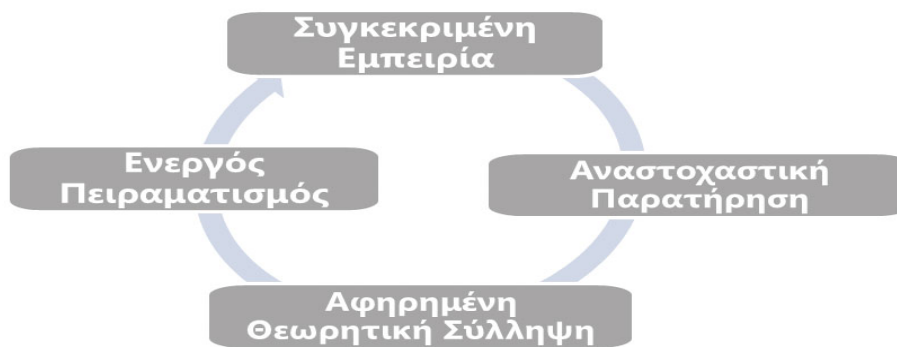 Συγκεκριμένη
Εμπειρία
Ενεργός
Πειραματισμός
Αναστοχαστική
Παρατήρηση
Αφηρημένη
Θεωρητική Σύλληψη